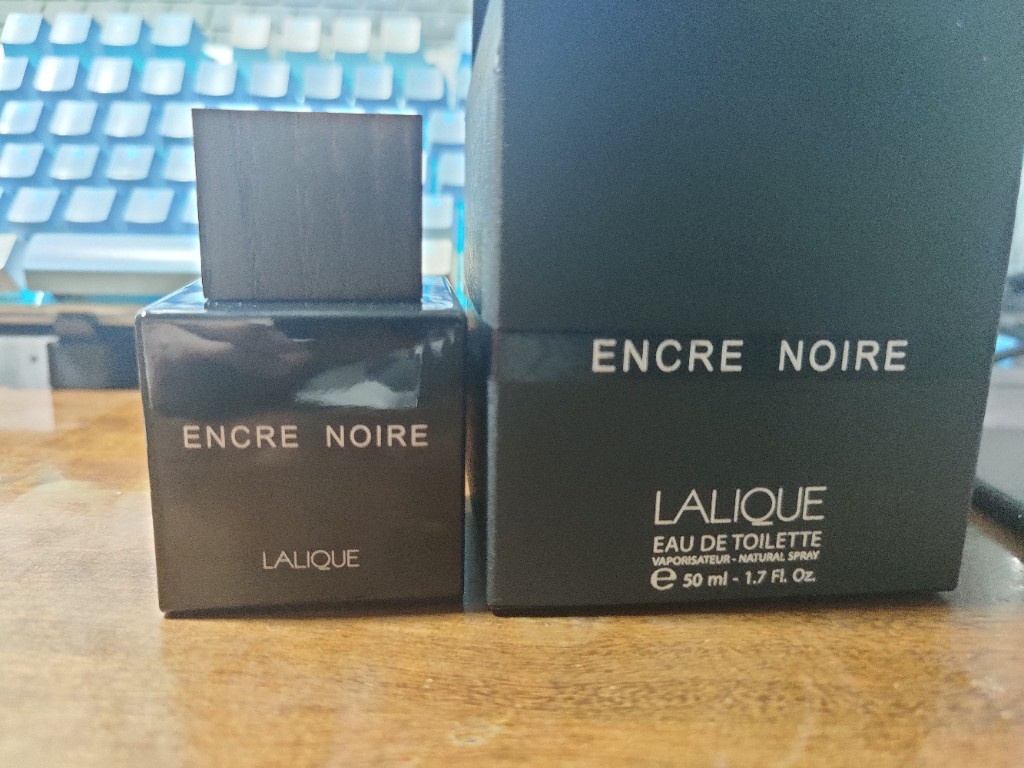 ENCRE NOIRE
LALIQUE
ENCRE NOIRE
LALIQUE
EAU DE TOILETTE
VAPORISATEUR - NATURAL SPRAY
e 50 ml - 1.7 Fl. Oz.